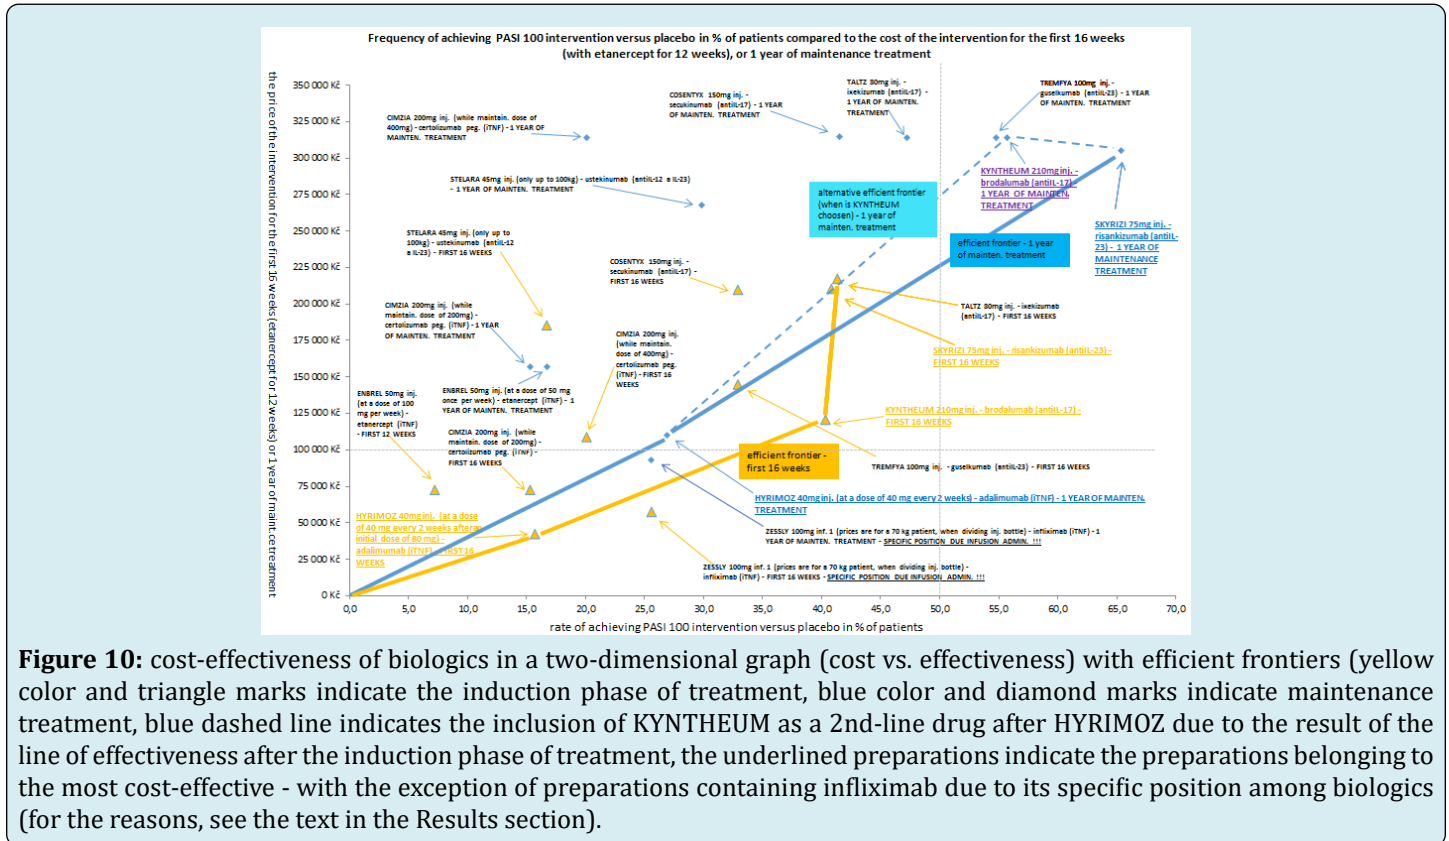 Frequency of achieving PASI 100 intervention versus placebo in % of patients compared to the cost of the intervention for the first 16 weeks
(with etanercept for 12 weeks), or 1 year of maintenance treatment
the price of the intervention for the first 16 weeks (etanercept for 12 weeks) or 1 year of maint.ce treatment
350 000 Kč
325 000 Kč
300 000 Kč
275 000 Kč
250 000 Kč
225 000 Kč
200 000 Kč
175 000 Kč
150 000 Kč
125 000 Kč
100 000 Kč
75 000 Kč
50 000 Kč
25 000 Kč
0 Kč
CIMZIA 200mg inj. (while maintain. dose of
400mg) - certolizumab peg. (iTNF) - 1 YEAR OF
MAINTEN. TREATMENT
COSENTYX 150mg inj. -
secukinumab (antiIL-17) - 1 YEAR
OF MAINTEN. TREATMENT
TALTZ 80mg inj. -
ixekizumab (antiIL-17) -
1 YEAR OF MAINTEN.
TREATMENT
TREMFYA 100mg inj. -
guselkumab (antiIL-23) - 1 YEAR
OF MAINTEN. TREATMENT
STELARA 45mg inj. (only up to 100kg) - ustekinumab (antiIL-12 a IL-23)
- 1 YEAR OF MAINTEN. TREATMENT
KYNTHEUM 210mg inj. -
brodalumab (antiIL-17) -
1 YEAR OF MAINTEN.
TREATMENT
alternative efficient frontier
(when is KYNTHEUM
choosen) - 1 year of
mainten. treatment
STELARA 45mg inj. (only up to
100kg) - ustekinumab (antiIL-12
a IL-23) - FIRST 16 WEEKS
efficient frontier - 1 year
of mainten. treatment
SKYRIZI 75mg inj. -
risankizumab (antiIL-
23) - 1 YEAR OF
MAINTENANCE
TREATMENT
COSENTYX 150mg inj. -
secukinumab (antiIL-17) -
FIRST 16 WEEKS
CIMZIA 200mg inj. (while
maintain. dose of 200mg) -
certolizumab peg. (iTNF) - 1 YEAR
OF MAINTEN. TREATMENT
CIMZIA 200mg inj.
(while maintain.
dose of 400mg) -
certolizumab peg.
(iTNF) - FIRST 16
WEEKS
TALTZ 80mg inj. - ixekizumab
(antiIL-17) - FIRST 16 WEEKS
SKYRIZI 75mg inj. - risankizumab (antiIL-23) -
FIRST 16 WEEKS
ENBREL 50mg inj.
(at a dose of 100
mg per week) -
etanercept (iTNF)
- FIRST 12 WEEKS
ENBREL 50mg inj. (at a dose of 50 mg
once per week) - etanercept (iTNF) - 1
YEAR OF MAINTEN. TREATMENT
CIMZIA 200mg inj. (while
maintain. dose of 200mg) -
certolizumab peg. (iTNF) -
FIRST 16 WEEKS
KYNTHEUM 210mg inj. - brodalumab (antiIL-17) -
FIRST 16 WEEKS
efficient frontier -
first 16 weeks
TREMFYA 100mg inj. - guselkumab (antiIL-23) - FIRST 16 WEEKS
HYRIMOZ 40mg inj. (at a dose of 40 mg every 2 weeks) - adalimumab (iTNF) - 1 YEAR OF MAINTEN.
TREATMENT
HYRIMOZ 40mg inj. (at a dose
of 40 mg every 2 weeks after
initial dose of 80 mg) -
adalimumab (iTNF) - FIRST 16
WEEKS
ZESSLY 100mg inf. 1 (prices are for a 70 kg patient, when dividing inj. bottle) - infliximab (iTNF) - 1
YEAR OF MAINTEN. TREATMENT - SPECIFIC POSITION DUE INFUSION ADMIN. !!!
ZESSLY 100mg inf. 1 (prices are for a 70 kg patient, when dividing inj. bottle) -
infliximab (iTNF) - FIRST 16 WEEKS - SPECIFIC POSITION DUE INFUSION ADMIN. !!!
0,0 5,0 10,0 15,0 20,0 25,0 30,0 35,0 40,0 45,0 50,0 55,0 60,0 65,0 70,0
rate of achieving PASI 100 intervention versus placebo in % of patients
Figure 10: cost-effectiveness of biologics in a two-dimensional graph (cost vs. effectiveness) with efficient frontiers (yellow
color and triangle marks indicate the induction phase of treatment, blue color and diamond marks indicate maintenance
treatment, blue dashed line indicates the inclusion of KYNTHEUM as a 2nd-line drug after HYRIMOZ due to the result of the
line of effectiveness after the induction phase of treatment, the underlined preparations indicate the preparations belonging to
the most cost-effective - with the exception of preparations containing infliximab due to its specific position among biologics
(for the reasons, see the text in the Results section).